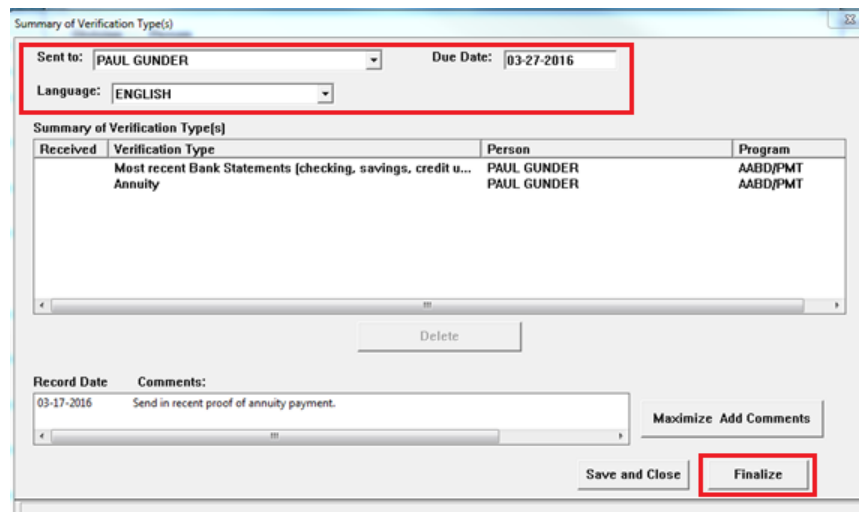 Summary of Verification Type(s)
Sent to: PAUL GUNDER Due Date: 03-27-2016
Language: ENGLISH
Summary of Verification Type(s)
Received Verification Type Person Program
Most recent Bank Statements (checking, savings, credit u... PAUL GUNDER AABD/PMT
Annuity PAUL GUNDER AABD/PMT
Delete
Record Date Comments:
03-17-2016 Send in recent proof of annuity payment.
Maximize Add Comments
Save and Close Finalize